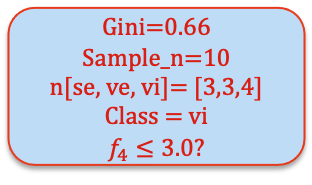 Gini=0.66
Sample_n=10
n[se, ve, vi]= [3,3,4]
Class = vi
f₄ ≤ 3.0?